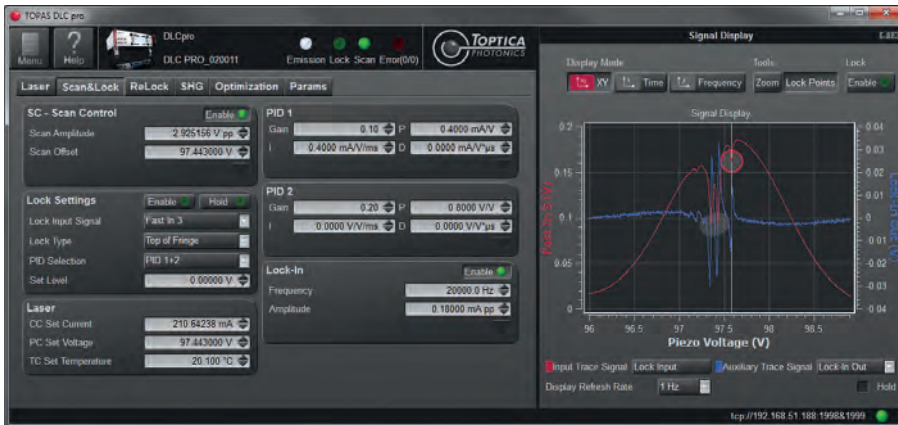 TOPAS DLC pro
Menu
Help
DLCpro
DLC PRO_020011
Emission Lock Scan Error(0/0)
TOPTICA
PHOTONICS
Laser Scan&Lock ReLock SHG Optimization Params
SC - Scan Control Enable
Scan Amplitude 2.925156 V pp
Scan Offset 97.443000 V
Lock Settings Enable Hold
Lock Input Signal Fast In 3
Lock Type Top of Fringe
PID Selection PID 1+2
Set Level 0.00000 V
Laser
CC Set Current 210.64238 mA
PC Set Voltage 97.443000 V
TC Set Temperature 20.100 °C
PID 1
Gain 0.10 P 0.4000 mA/V
I 0.4000 mA/V/ms D 0.0000 mA/V*µs
PID 2
Gain 0.20 P 0.8000 V/V
I 0.0000 V/V/ms D 0.0000 V/V*µs
Lock-In Enable
Frequency 20000.0 Hz
Amplitude 0.18000 mA pp
Signal Display
Display Mode Tools Lock
XY Time Frequency Zoom Lock Points Enable
Signal Display
0.2
0.15
0.1
0.05
0
Fast In 3 (V)
0.04
0.03
0.02
0.01
0
-0.01
-0.02
-0.03
-0.04
Lock-In Out (V)
96 96.5 97 97.5 98 98.5
Piezo Voltage (V)
Input Trace Signal Lock Input Auxiliary Trace Signal Lock-In Out
Display Refresh Rate 1 Hz Hold
tcp://192.168.51.188:1998&1999